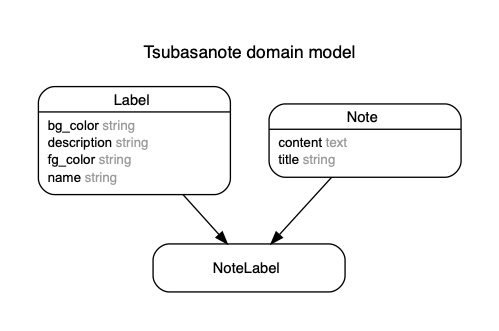 Tsubasanote domain model
Label
bg_color string
description string
fg_color string
name string
Note
content text
title string
NoteLabel